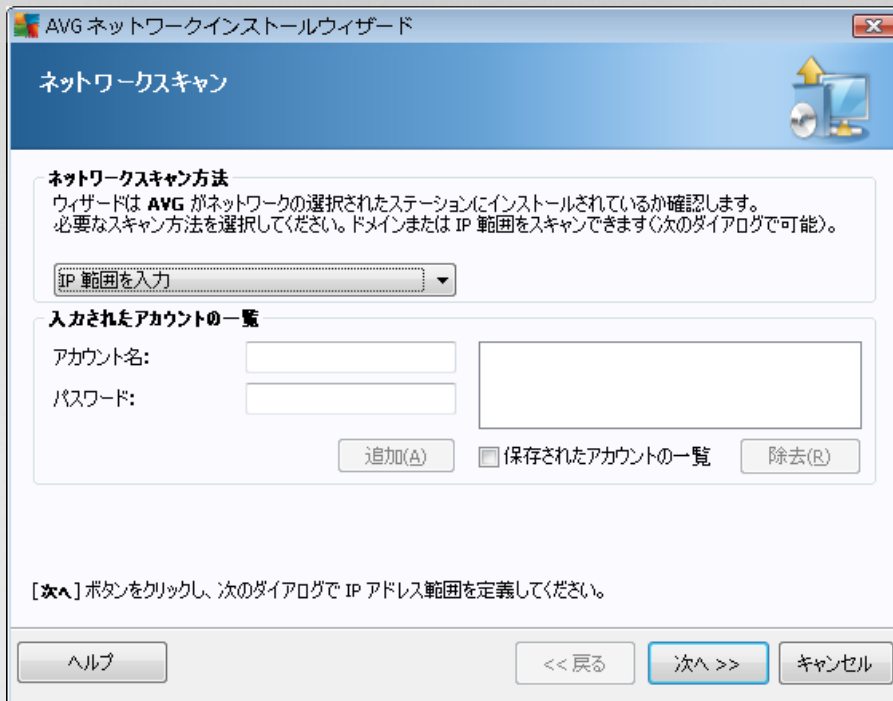 AVG ネットワークインストールウィザード
ネットワークスキャン
ネットワークスキャン方法
ウィザードは AVG がネットワークの選択されたステーションにインストールされているか確認します。
必要なスキャン方法を選択してください。ドメインまたは IP 範囲をスキャンできます(次のダイアログで可能)。
IP 範囲を入力
入力されたアカウントの一覧
アカウント名:
パスワード:
追加(A)
保存されたアカウントの一覧
除去(R)
[次へ] ボタンをクリックし、次のダイアログで IP アドレス範囲を定義してください。
ヘルプ
<< 戻る
次へ >>
キャンセル